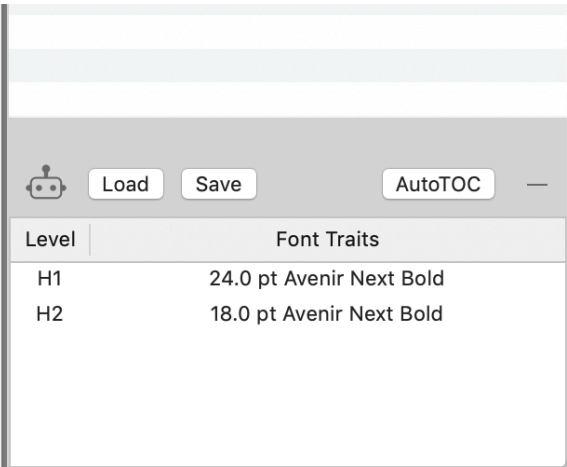 Load Save AutoTOC
Level Font Traits
H1 24.0 pt Avenir Next Bold
H2 18.0 pt Avenir Next Bold